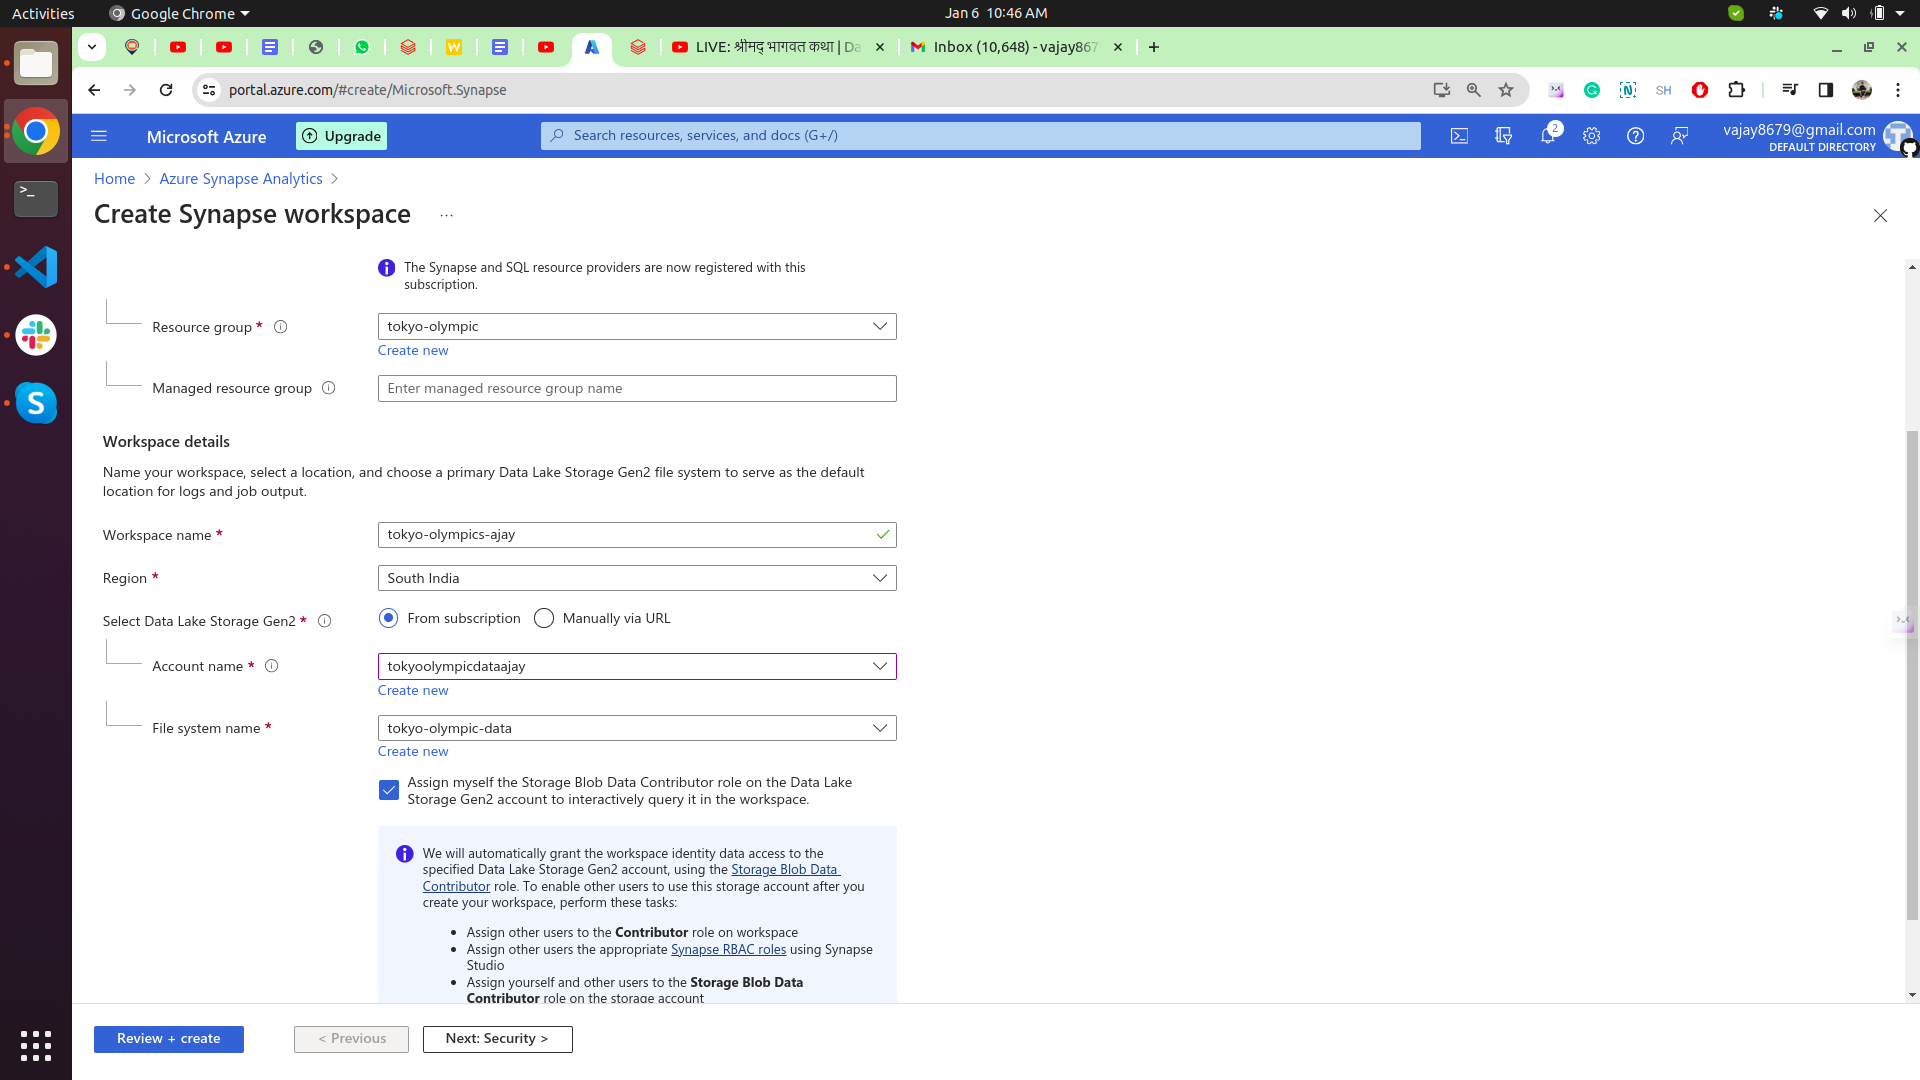 Activities
Google Chrome
Jan 6 10:46 AM
LIVE: श्रीमद् भागवत कथा | Da
Inbox (10,648) - vajay867
portal.azure.com/#create/Microsoft.Synapse
SH
Microsoft Azure
Upgrade
Search resources, services, and docs (G+/)
2
vajay8679@gmail.com
DEFAULT DIRECTORY
Home
Azure Synapse Analytics
Create Synapse workspace
The Synapse and SQL resource providers are now registered with this
subscription.
Resource group *
tokyo-olympic
Create new
Managed resource group
Enter managed resource group name
Workspace details
Name your workspace, select a location, and choose a primary Data Lake Storage Gen2 file system to serve as the default
location for logs and job output.
Workspace name *
tokyo-olympics-ajay
Region *
South India
Select Data Lake Storage Gen2 *
From subscription
Manually via URL
Account name *
tokyoolympicdataajay
Create new
File system name *
tokyo-olympic-data
Create new
Assign myself the Storage Blob Data Contributor role on the Data Lake
Storage Gen2 account to interactively query it in the workspace.
We will automatically grant the workspace identity data access to the
specified Data Lake Storage Gen2 account, using the Storage Blob Data
Contributor role. To enable other users to use this storage account after you
create your workspace, perform these tasks:
• Assign other users to the Contributor role on workspace
• Assign other users the appropriate Synapse RBAC roles using Synapse
Studio
• Assign yourself and other users to the Storage Blob Data
Contributor role on the storage account
Review + create
< Previous
Next: Security >